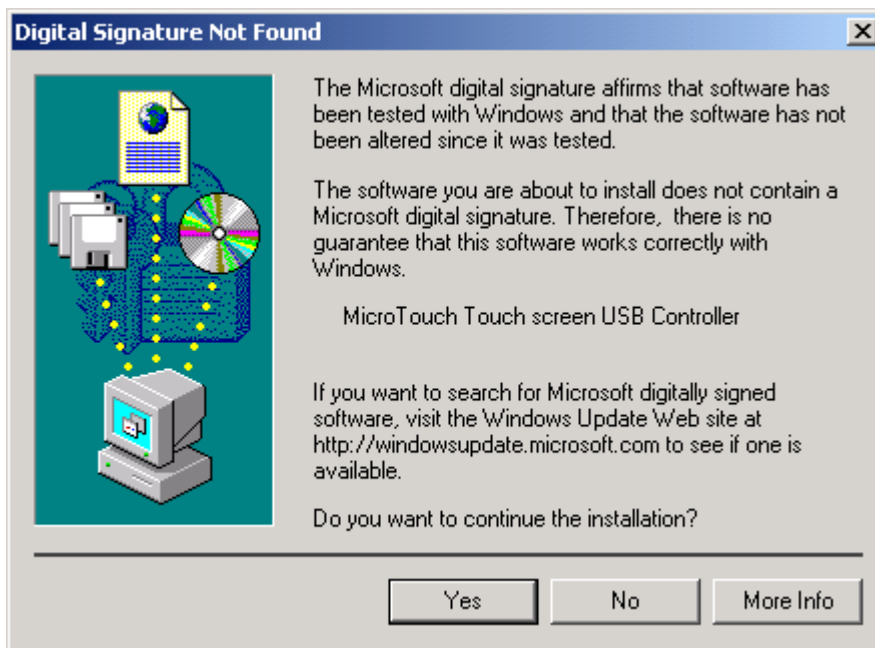 Digital Signature Not Found
The Microsoft digital signature affirms that software has
been tested with Windows and that the software has not
been altered since it was tested.
The software you are about to install does not contain a
Microsoft digital signature. Therefore,  there is no
guarantee that this software works correctly with
Windows.
MicroTouch Touch screen USB Controller
If you want to search for Microsoft digitally signed
software, visit the Windows Update Web site at
http://windowsupdate.microsoft.com to see if one is
available.
Do you want to continue the installation?
Yes
No
More Info